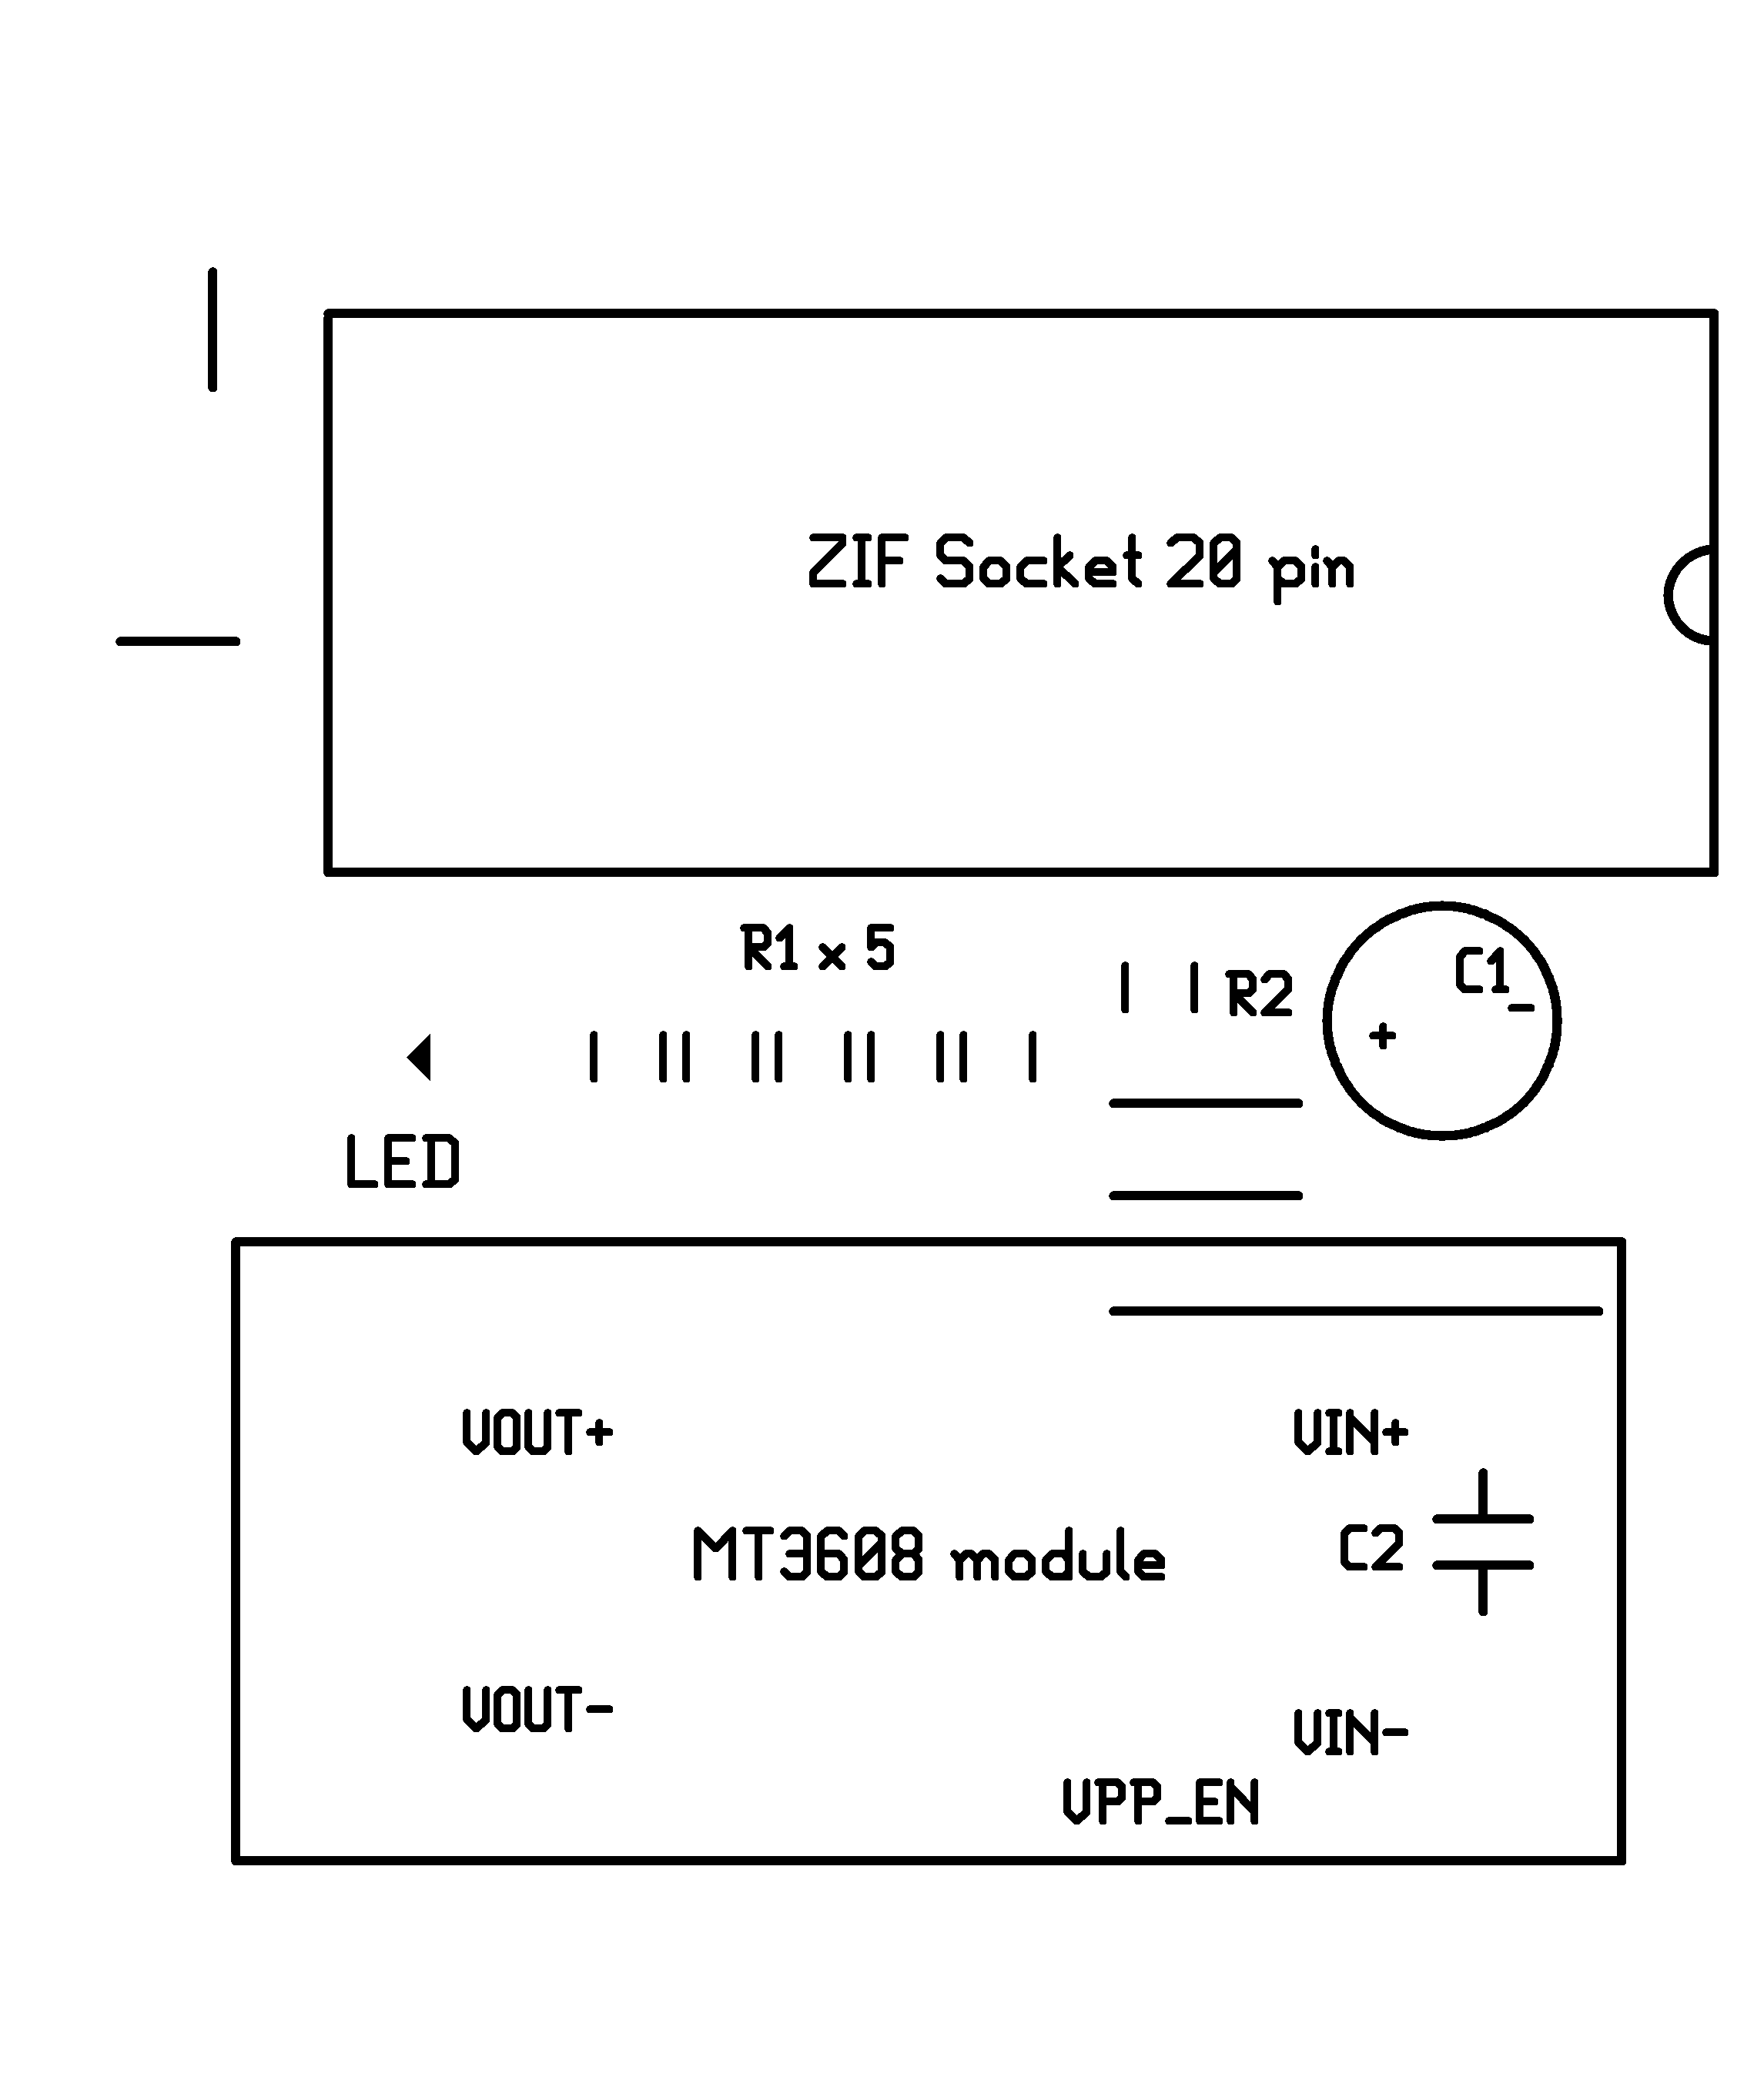 ZIF Socket 20 pin
R1 x 5
R2
C1
+
-
LED
VOUT+
VIN+
MT3608 module
C2
VOUT-
VIN-
VPP_EN